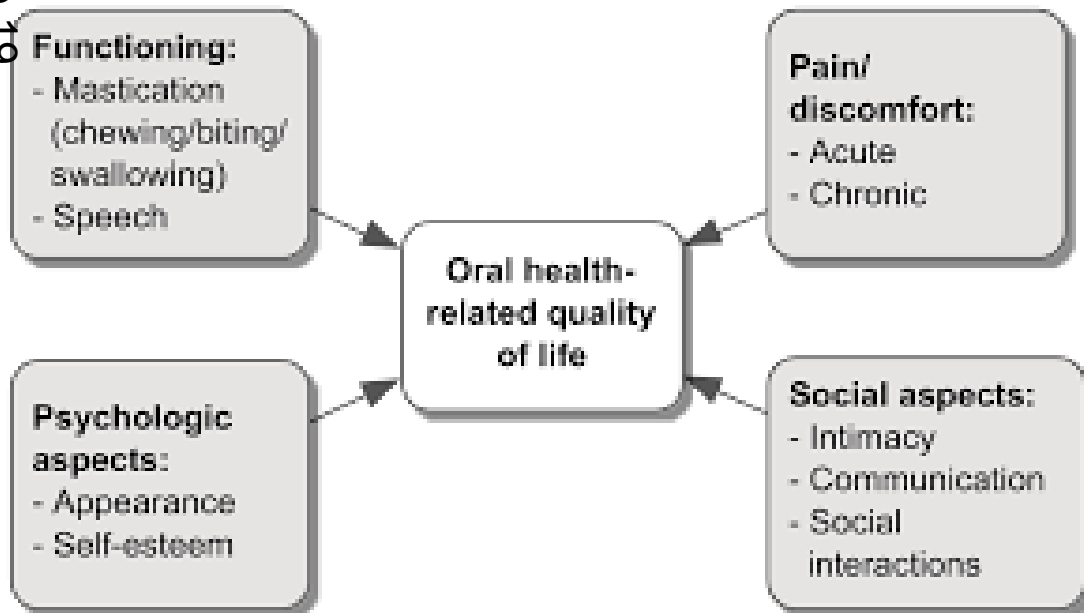 19
Functioning:
- Mastication
(chewing/biting/
swallowing)
- Speech
Pain/
discomfort:
- Acute
- Chronic
Oral health-
related quality
of life
Psychologic
aspects:
- Appearance
- Self-esteem
Social aspects:
- Intimacy
- Communication
- Social
interactions